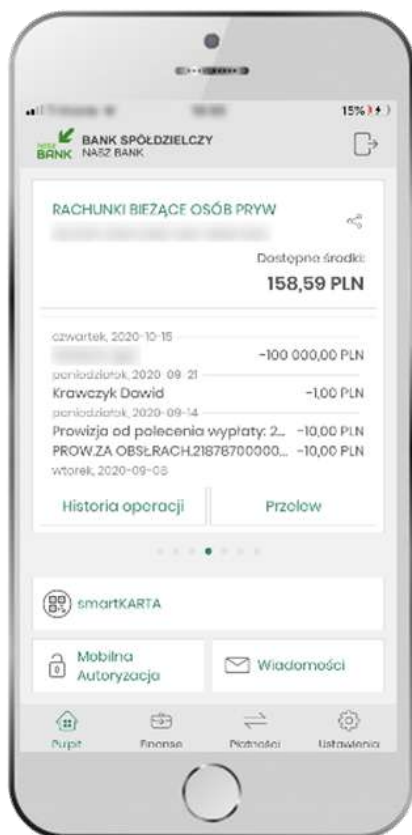 15%
NASZ
BANK
BANK SPÓŁDZIELCZY
NASZ BANK
RACHUNKI BIEŻĄCE OSÓB PRYW
Dostępne środki:
158,59 PLN
czwartek, 2020-10-15
-100 000,00 PLN
poniedziałek, 2020-09-21
Krawczyk Dawid -1,00 PLN
poniedziałek, 2020-09-14
Prowizja od polecenia wypłaty: 2... -10,00 PLN
PROW.ZA OBSŁ.RACH.21878700000... -10,00 PLN
wtorek, 2020-09-08
Historia operacji Przelew
smartKARTA
Mobilna
Autoryzacja
Wiadomości
Pulpit Finanse Płatności Ustawienia